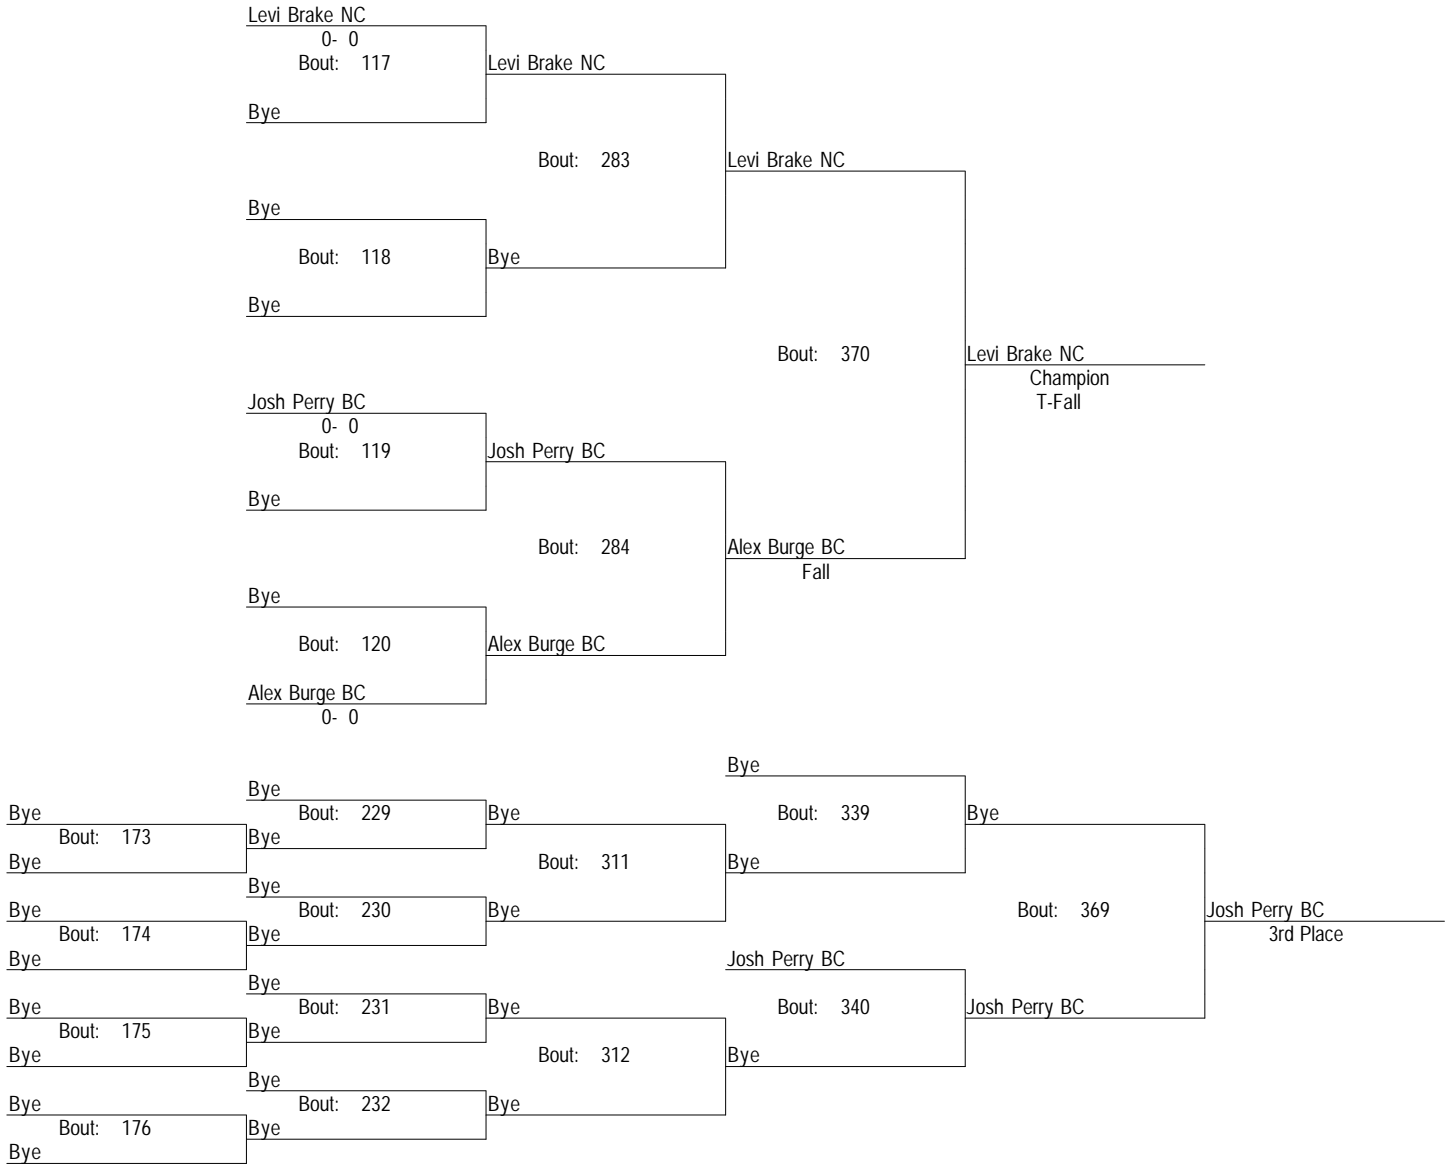 Levi Brake NC
0- 0
Bout: 117
Levi Brake NC
Bye
Bout: 283
Levi Brake NC
Bye
Bout: 118
Bye
Bye
Bout: 370
Levi Brake NC
Champion
T-Fall
Josh Perry BC
0- 0
Bout: 119
Josh Perry BC
Bye
Bout: 284
Alex Burge BC
Fall
Bye
Bout: 120
Alex Burge BC
Alex Burge BC
0- 0
Bye
Bye
Bye
Bout: 229
Bye
Bout: 339
Bye
Bout: 173
Bye
Bye
Bout: 311
Bye
Bye
Bye
Bout: 230
Bye
Bout: 369
Josh Perry BC
Bout: 174
Bye
3rd Place
Bye
Josh Perry BC
Bye
Bye
Bout: 231
Bye
Bout: 340
Josh Perry BC
Bout: 175
Bye
Bye
Bout: 312
Bye
Bye
Bye
Bout: 232
Bye
Bout: 176
Bye
Bye